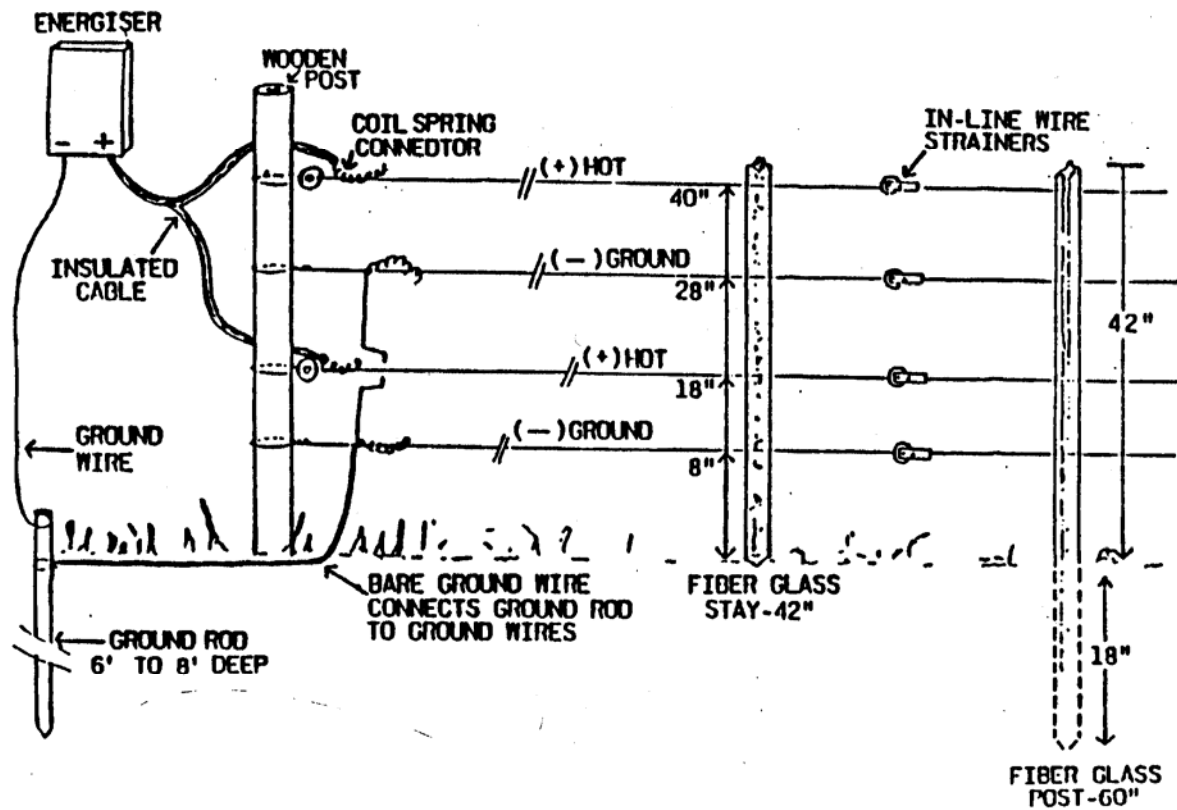 ENERGISER
- +
WOODEN
POST
COIL SPRING
CONNEDTOR
IN-LINE WIRE
STRAINERS
(+)HOT
40"
INSULATED
CABLE
(-)GROUND
28"
42"
(+)HOT
18"
GROUND
WIRE
(-)GROUND
8"
BARE GROUND WIRE
CONNECTS GROUND ROD
TO GROUND WIRES
FIBER GLASS
STAY-42"
GROUND ROD
6' TO 8' DEEP
18"
FIBER GLASS
POST-60"